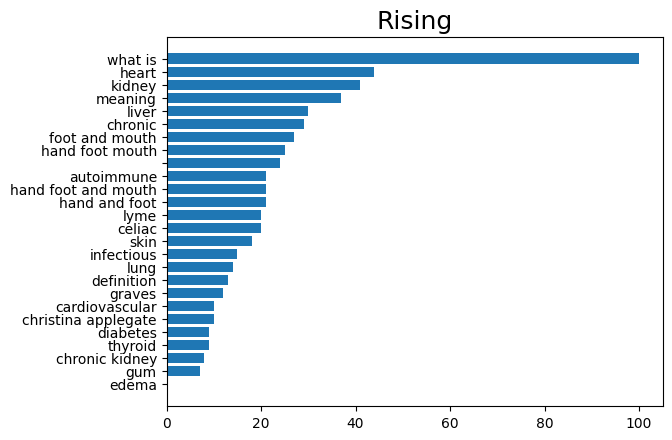 Rising
what is
heart
kidney
meaning
liver
chronic
foot and mouth
hand foot mouth
autoimmune
hand foot and mouth
hand and foot
lyme
celiac
skin
infectious
lung
definition
graves
cardiovascular
christina applegate
diabetes
thyroid
chronic kidney
gum
edema
0 20 40 60 80 100